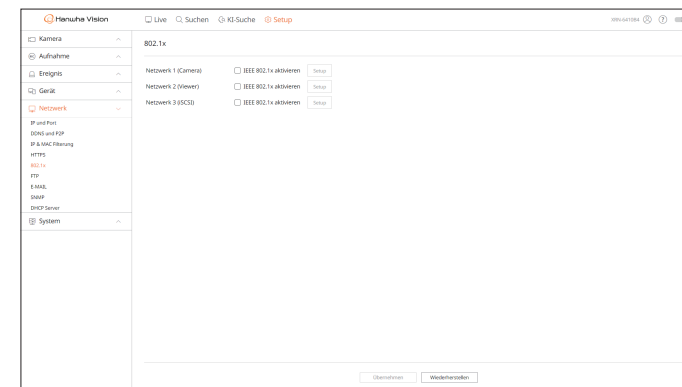 Hanwha Vision
Live Suchen KI-Suche Setup
Kamera
Aufnahme
Ereignis
Gerät
Netzwerk
IP und Port
DDNS und P2P
IP & MAC Filterung
HTTPS
802.1x
FTP
E-MAIL
SNMP
DHCP Server
System
802.1x
Netzwerk 1 (Camera) IEEE 802.1x aktivieren Setup
Netzwerk 2 (Viewer) IEEE 802.1x aktivieren Setup
Netzwerk 3 (iSCSI) IEEE 802.1x aktivieren Setup
Übernehmen Wiederherstellen